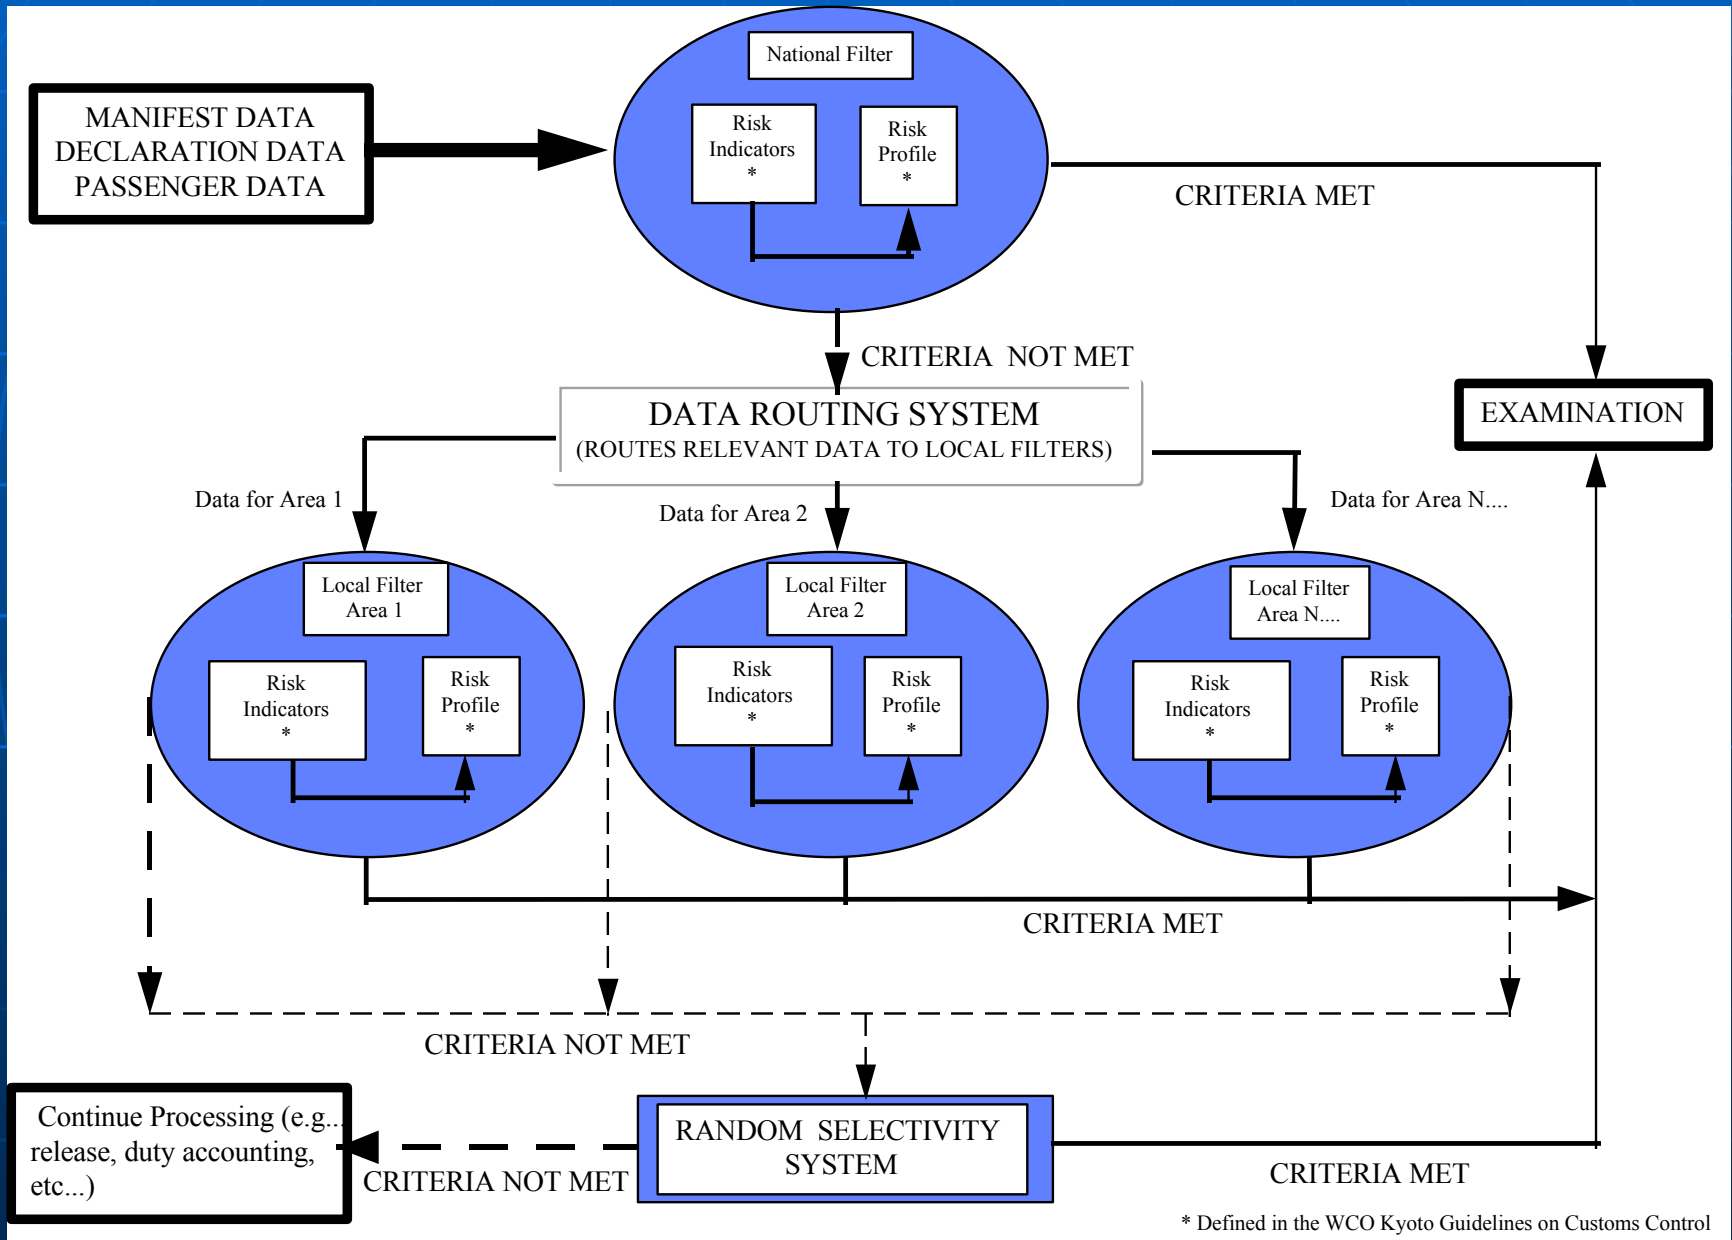 National Filter
MANIFEST DATA
DECLARATION DATA
PASSENGER DATA
Risk
Indicators
*
Risk
Profile
*
CRITERIA MET
CRITERIA NOT MET
EXAMINATION
DATA ROUTING SYSTEM
(ROUTES RELEVANT DATA TO LOCAL FILTERS)
Data for Area 1
Data for Area 2
Data for Area N....
Local Filter
Area 1
Risk
Indicators
*
Risk
Profile
*
Local Filter
Area 2
Risk
Indicators
*
Risk
Profile
*
Local Filter
Area N....
Risk
Indicators
*
Risk
Profile
*
CRITERIA MET
CRITERIA NOT MET
Continue Processing (e.g...
release, duty accounting,
etc...)
CRITERIA NOT MET
RANDOM SELECTIVITY
SYSTEM
CRITERIA MET
* Defined in the WCO Kyoto Guidelines on Customs Control